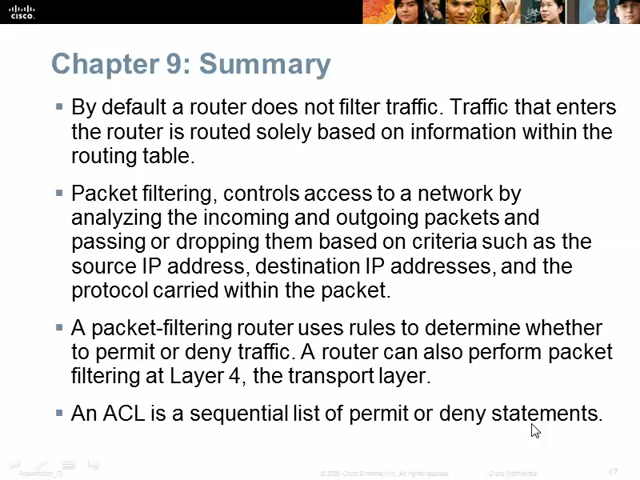 CISCO
Chapter 9: Summary
By default a router does not filter traffic. Traffic that enters
the router is routed solely based on information within the
routing table.
Packet filtering, controls access to a network by
analyzing the incoming and outgoing packets and
passing or dropping them based on criteria such as the
source IP address, destination IP addresses, and the
protocol carried within the packet.
A packet-filtering router uses rules to determine whether
to permit or deny traffic. A router can also perform packet
filtering at Layer 4, the transport layer.
An ACL is a sequential list of permit or deny statements.
Presentation_ID
Cisco Confidential
67